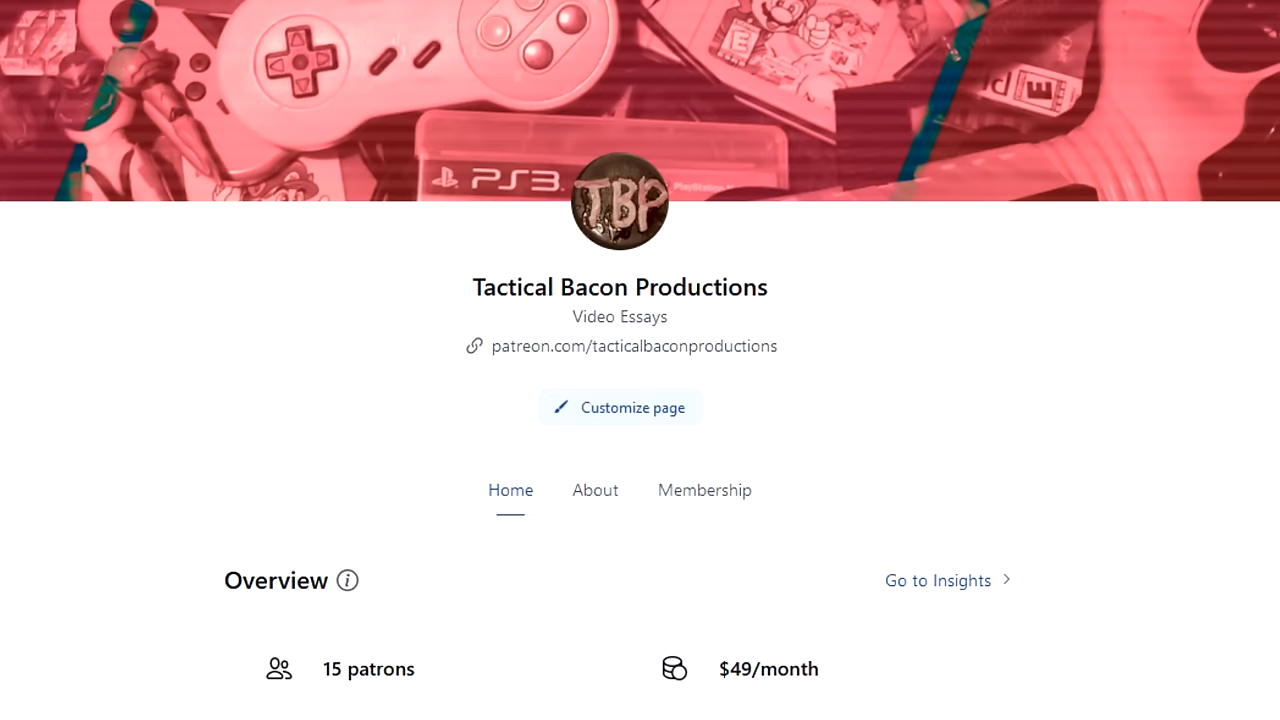 E
E
PS3
PlayStation
TBP
Tactical Bacon Productions
Video Essays
patreon.com/tacticalbaconproductions
Customize page
Home About Membership
Overview
Go to Insights
15 patrons
$49/month